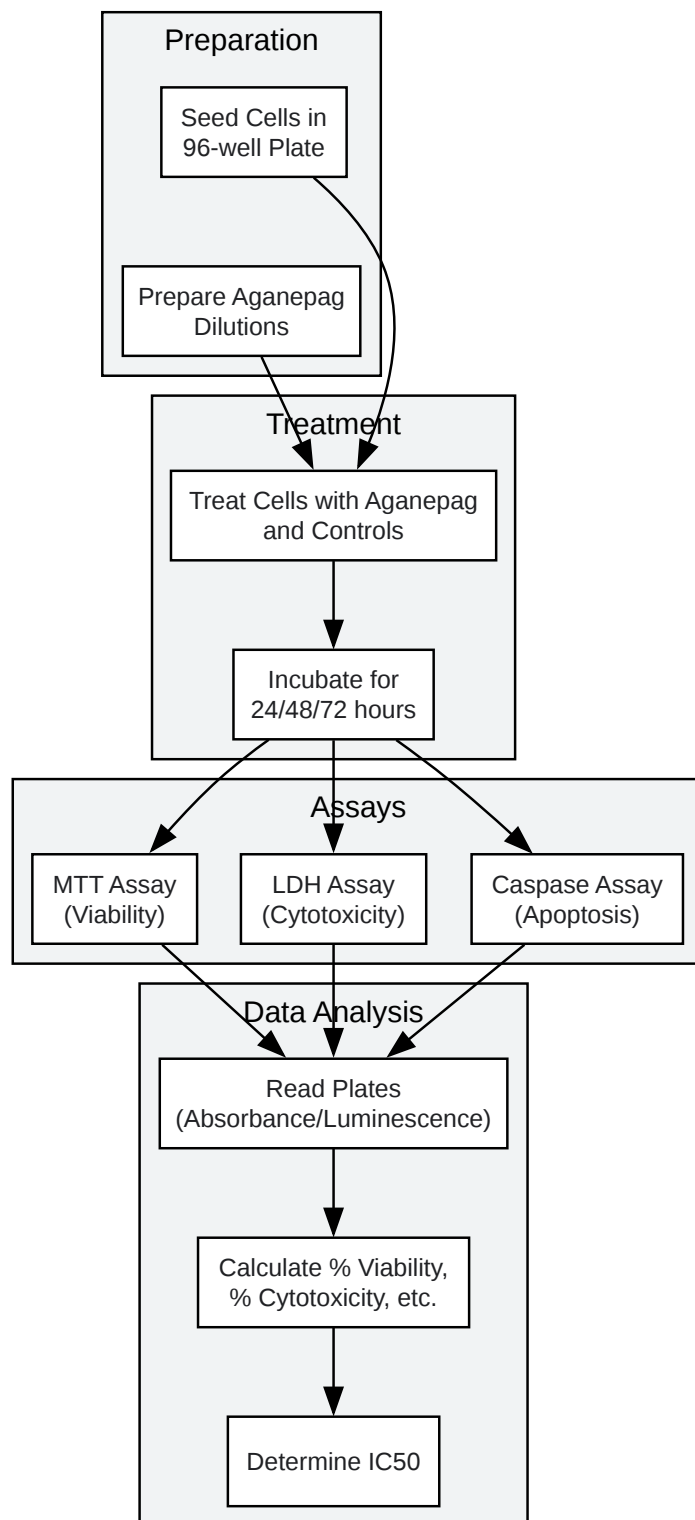 Preparation
Seed Cells in
96-well Plate
Prepare Aganepag
Dilutions
Treatment
Treat Cells with Aganepag
and Controls
Incubate for
24/48/72 hours
Assays
MTT Assay
(Viability)
LDH Assay
(Cytotoxicity)
Caspase Assay
(Apoptosis)
Data Analysis
Read Plates
(Absorbance/Luminescence)
Calculate % Viability,
% Cytotoxicity, etc.
Determine IC50